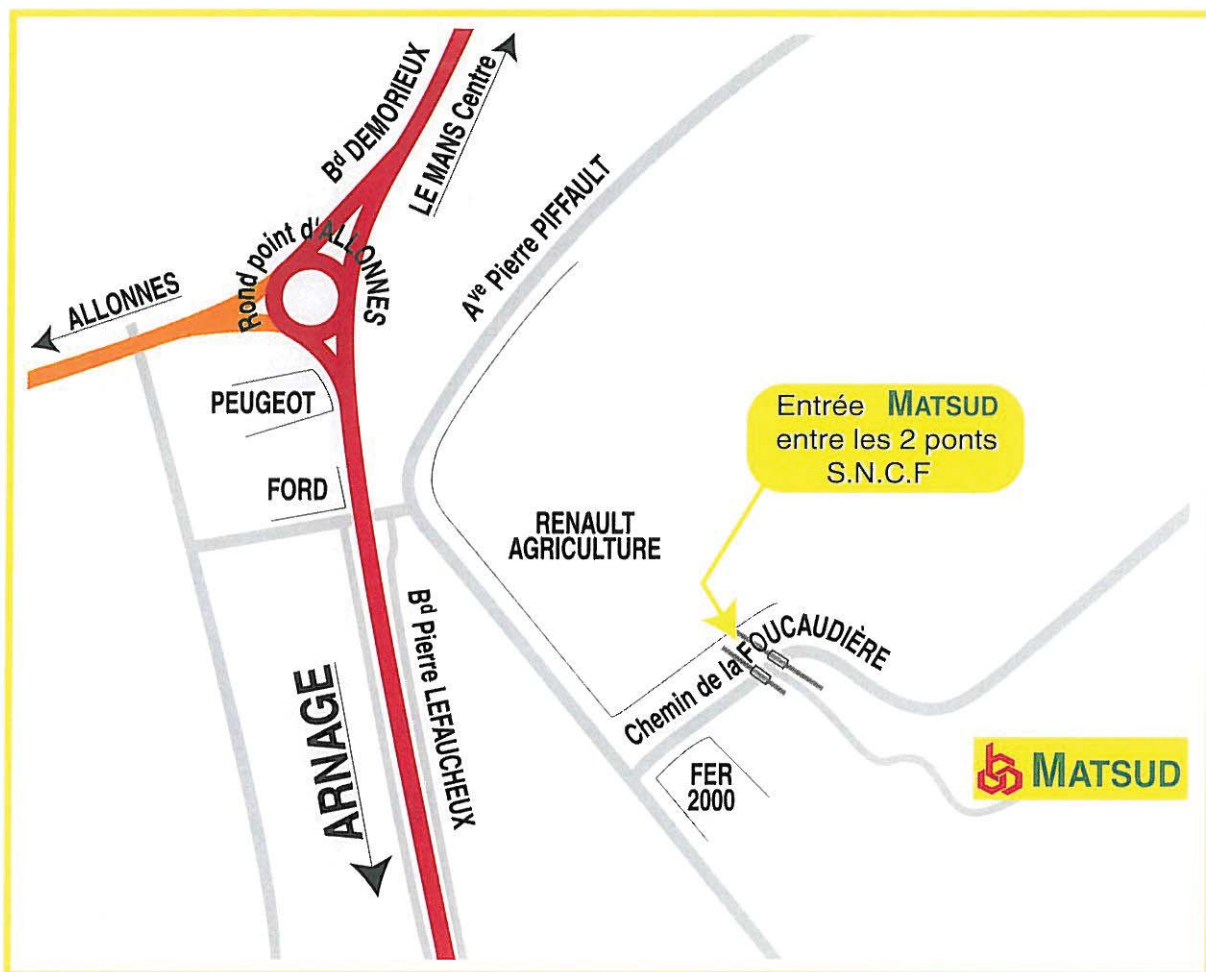 Bd DEMORIEUX
LE MANS Centre
Rond point d'ALLONNES
ALLONNES
Ave Pierre PIFFAULT
PEUGEOT
FORD
Entrée MATSUD
entre les 2 ponts
S.N.C.F
RENAULT
AGRICULTURE
Chemin de la FOUCAUDIÈRE
Bd Pierre LEFAUCHEUX
ARNAGE
FER
2000
MATSUD